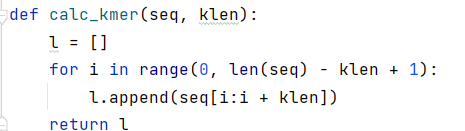 def calc_kmer(seq, klen):
    l = []
    for i in range(0, len(seq) - klen + 1):
        l.append(seq[i:i + klen])
    return l